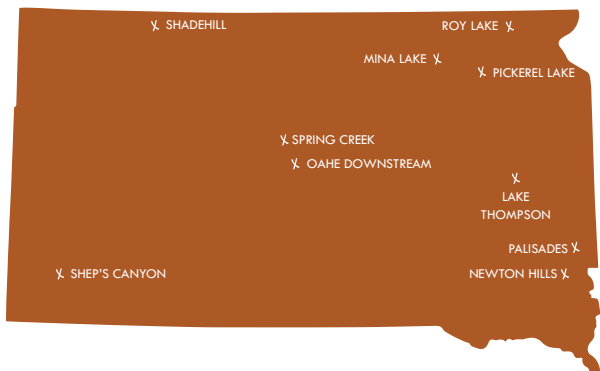 SHADEHILL
ROY LAKE
MINA LAKE
PICKEREL LAKE
SPRING CREEK
OAHE DOWNSTREAM
LAKE
THOMPSON
PALISADES
SHEP'S CANYON
NEWTON HILLS